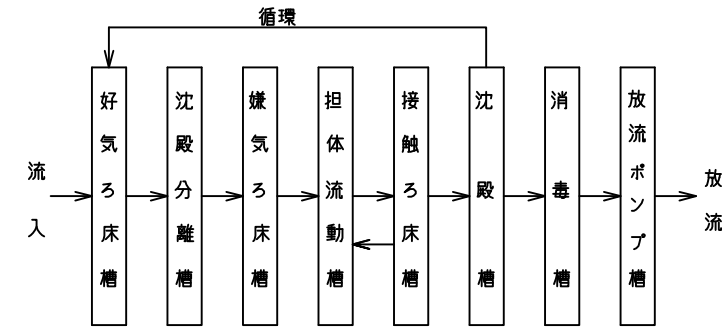 循環
流入
好気ろ床槽
沈殿分離槽
嫌気ろ床槽
担体流動槽
接触ろ床槽
沈殿槽
消毒槽
放流ポンプ槽
放流